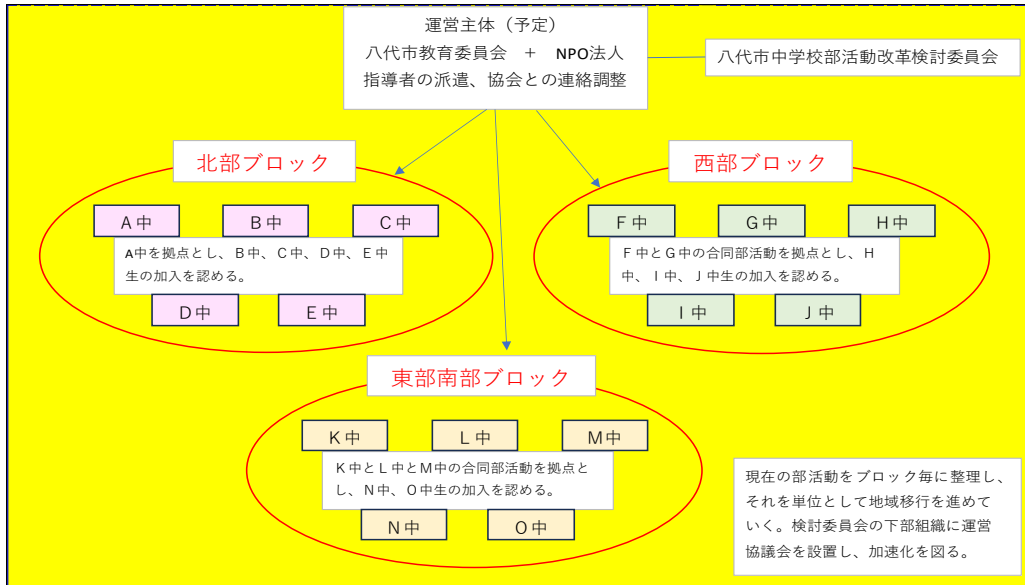 運営主体（予定）
八代市教育委員会　＋　NPO法人
指導者の派遣、協会との連絡調整
八代市中学校部活動改革検討委員会
北部ブロック
A中
B中
C中
A中を拠点とし、B中、C中、D中、E中
生の加入を認める。
D中
E中
西部ブロック
F中
G中
H中
F中とG中の合同部活動を拠点とし、H
中、I中、J中生の加入を認める。
I中
J中
東部南部ブロック
K中
L中
M中
K中とL中とM中の合同部活動を拠点と
し、N中、O中生の加入を認める。
N中
O中
現在の部活動をブロック毎に整理し、
それを単位として地域移行を進めて
いく。検討委員会の下部組織に運営
協議会を設置し、加速化を図る。